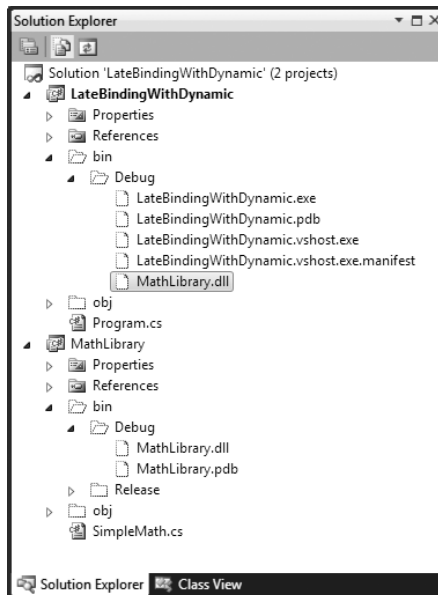 Solution Explorer
Solution 'LateBindingWithDynamic' (2 projects)
LateBindingWithDynamic
Properties
References
bin
Debug
LateBindingWithDynamic.exe
LateBindingWithDynamic.pdb
LateBindingWithDynamic.vshost.exe
LateBindingWithDynamic.vshost.exe.manifest
MathLibrary.dll
obj
Program.cs
MathLibrary
Properties
References
bin
Debug
MathLibrary.dll
MathLibrary.pdb
Release
obj
SimpleMath.cs
Solution Explorer Class View